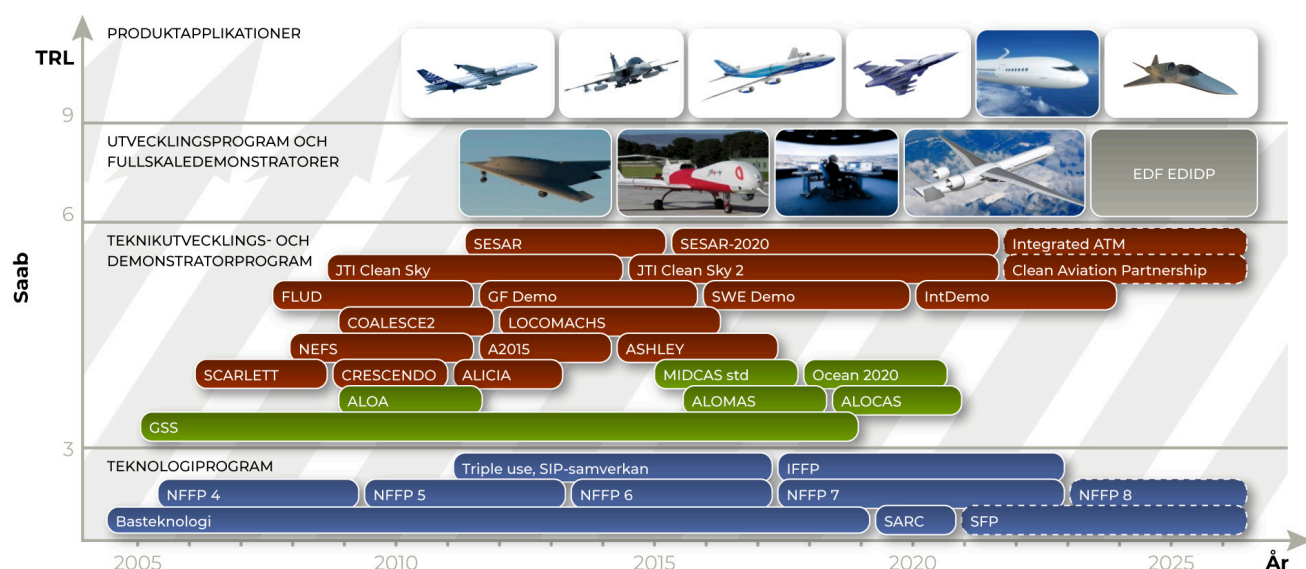 PRODUKTAPPLIKATIONER
TRL
9
UTVECKLINGSPROGRAM OCH
FULLSKALEDEMONSTRATORER
EDF EDIDP
6
TEKNIKUTVECKLINGS- OCH
DEMONSTRATORPROGRAM
SESAR
SESAR-2020
Integrated ATM
JTI Clean Sky
JTI Clean Sky 2
Clean Aviation Partnership
Saab
FLUD
GF Demo
SWE Demo
IntDemo
COALESCE2
LOCOMACHS
NEFS
A2015
ASHLEY
SCARLETT
CRESCENDO
ALICIA
MIDCAS std
Ocean 2020
ALOA
ALOMAS
ALOCAS
GSS
3
TEKNOLOGIPROGRAM
Triple use, SIP-samverkan
IFFP
NFFP 4
NFFP 5
NFFP 6
NFFP 7
NFFP 8
Basteknologi
SARC
SFP
2005
2010
2015
2020
2025
År